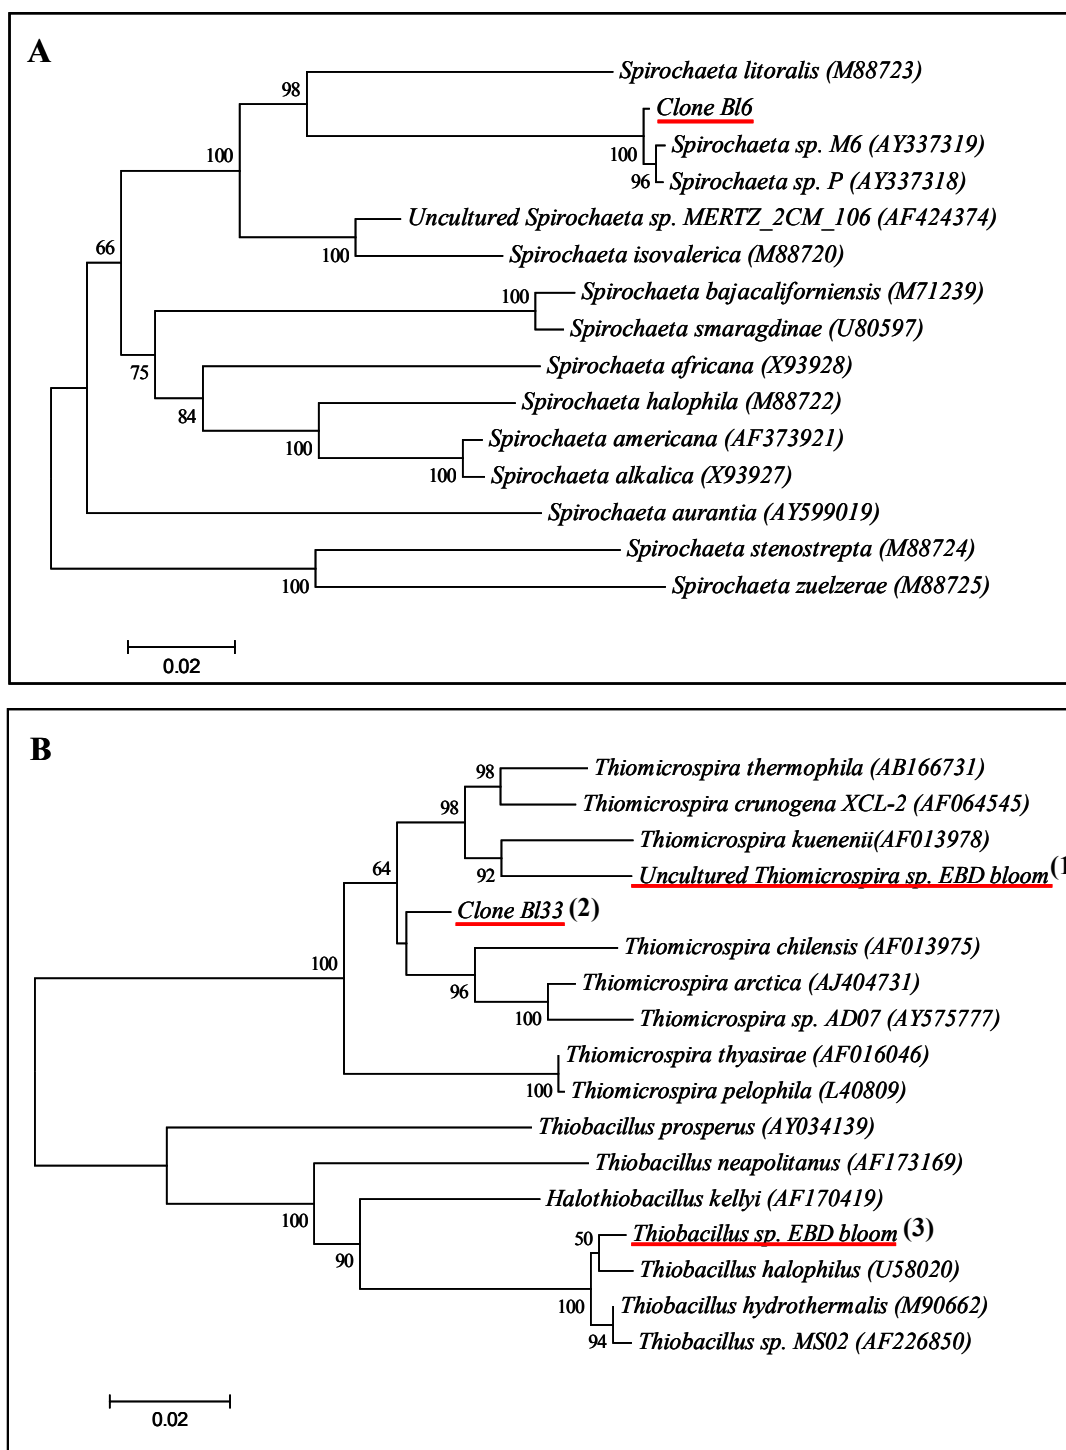 A
Spirochaeta litoralis (M88723)
98
Clone Bl6
Spirochaeta sp. M6 (AY337319)
100
100
96
Spirochaeta sp. P (AY337318)
Uncultured Spirochaeta sp. MERTZ_2CM_106 (AF424374)
66
100
Spirochaeta isovalerica (M88720)
100
Spirochaeta bajacaliforniensis (M71239)
Spirochaeta smaragdinae (U80597)
75
Spirochaeta africana (X93928)
84
Spirochaeta halophila (M88722)
100
Spirochaeta americana (AF373921)
100
Spirochaeta alkalica (X93927)
Spirochaeta aurantia (AY599019)
Spirochaeta stenostrepta (M88724)
100
Spirochaeta zuelzerae (M88725)
0.02
B
98
Thiomicrospira thermophila (AB166731)
98
Thiomicrospira crunogena XCL-2 (AF064545)
Thiomicrospira kuenenii(AF013978)
64
92
Uncultured Thiomicrospira sp. EBD bloom (1
Clone Bl33 (2)
Thiomicrospira chilensis (AF013975)
100
96
Thiomicrospira arctica (AJ404731)
100
Thiomicrospira sp. AD07 (AY575777)
Thiomicrospira thyasirae (AF016046)
100
Thiomicrospira pelophila (L40809)
Thiobacillus prosperus (AY034139)
Thiobacillus neapolitanus (AF173169)
100
Halothiobacillus kellyi (AF170419)
50
Thiobacillus sp. EBD bloom (3)
90
Thiobacillus halophilus (U58020)
100
Thiobacillus hydrothermalis (M90662)
94
Thiobacillus sp. MS02 (AF226850)
0.02